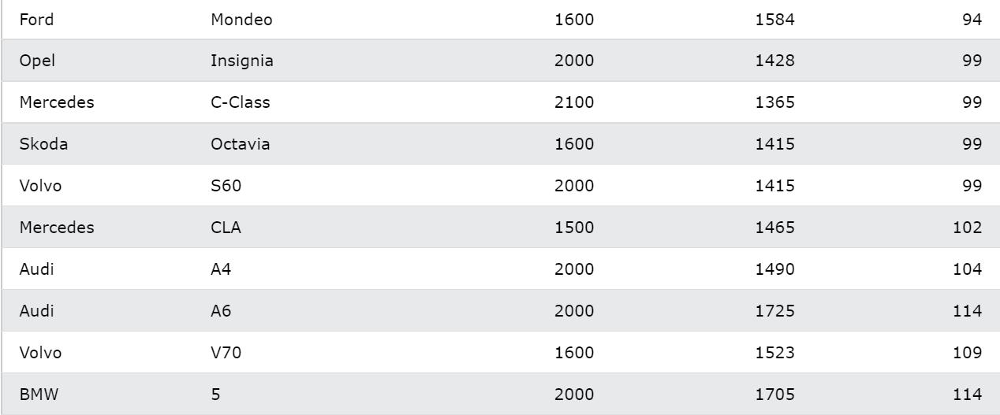 Ford Mondeo 1600 1584 94
Opel Insignia 2000 1428 99
Mercedes C-Class 2100 1365 99
Skoda Octavia 1600 1415 99
Volvo S60 2000 1415 99
Mercedes CLA 1500 1465 102
Audi A4 2000 1490 104
Audi A6 2000 1725 114
Volvo V70 1600 1523 109
BMW 5 2000 1705 114